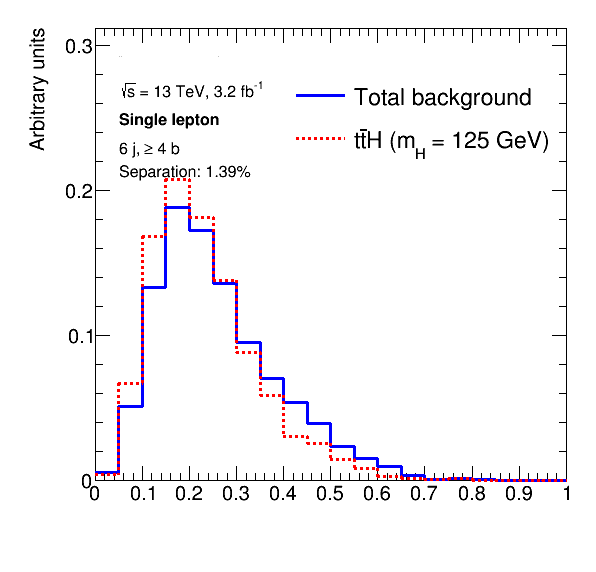 Arbitrary units
√s = 13 TeV, 3.2 fb⁻¹
Single lepton
6 j, ≥ 4 b
Separation: 1.39%
Total background
tt̄H (m_H = 125 GeV)
0.3
0.2
0.1
0
0 0.1 0.2 0.3 0.4 0.5 0.6 0.7 0.8 0.9 1